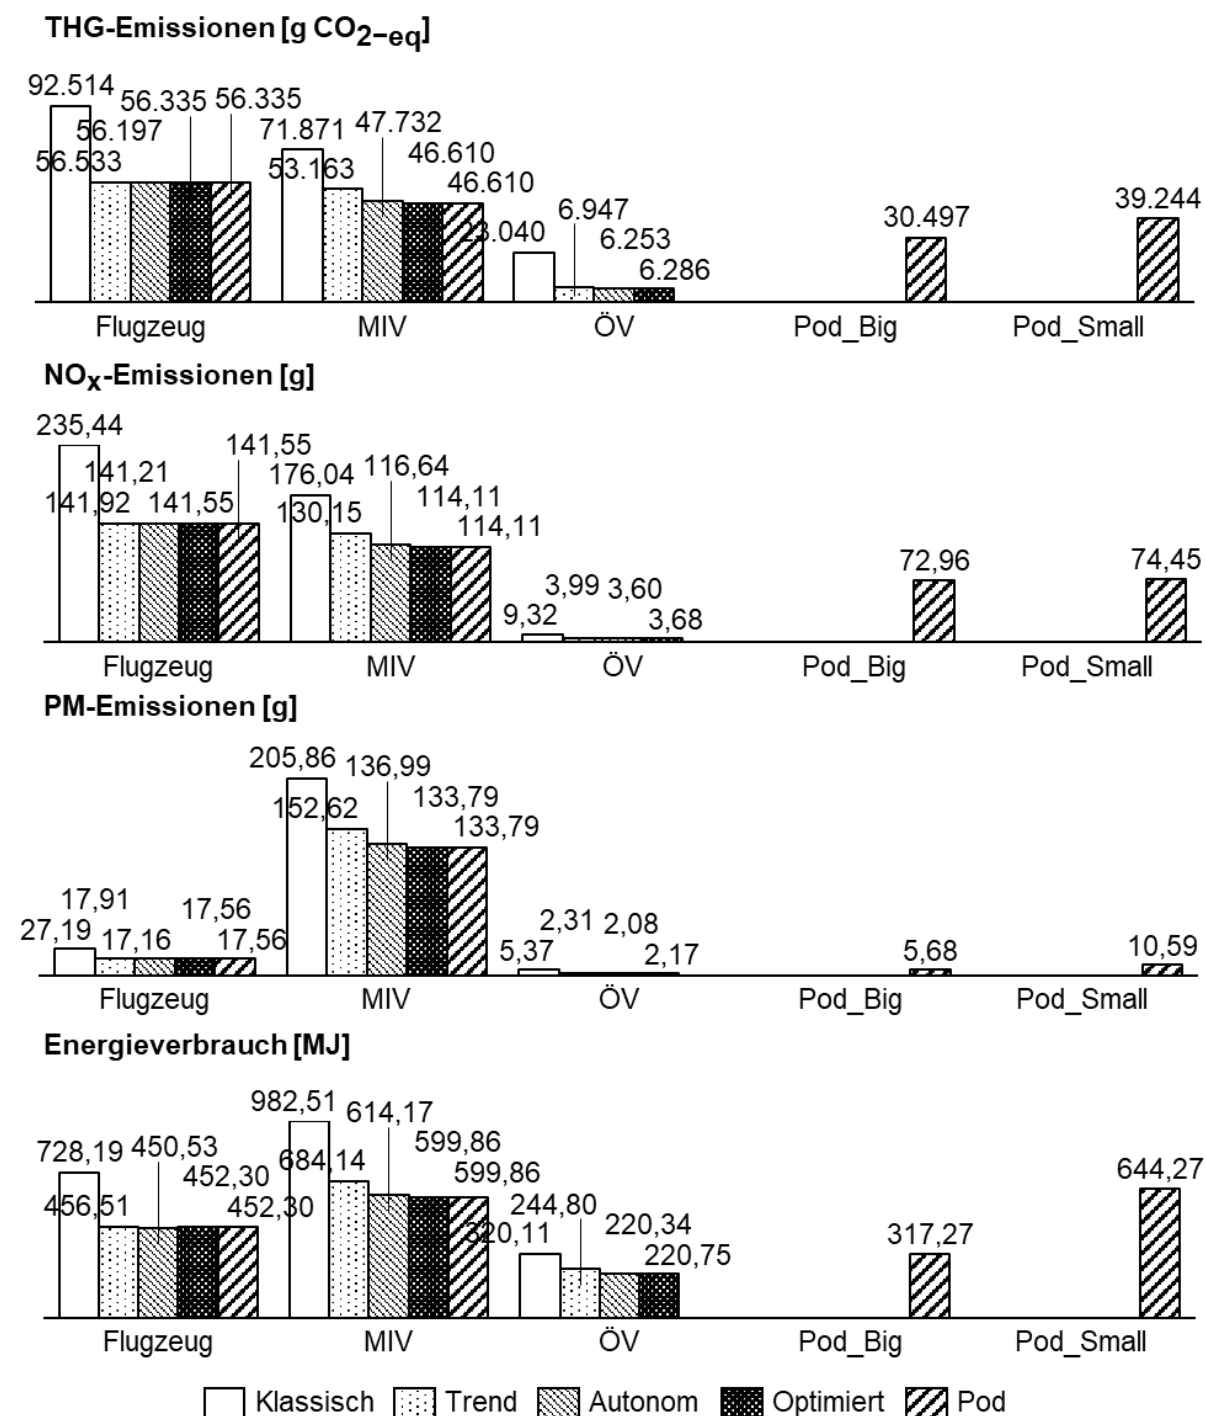 THG-Emissionen [g CO2–eq]
92.514
56.335 56.335
56.197 71.871 47.732
56.533 53.163 46.610
46.610
23.040 6.947
6.253
6.286
30.497
39.244
Flugzeug MIV ÖV Pod_Big Pod_Small
NOx-Emissionen [g]
235,44
141,55
141,21 176,04 116,64
141,92 141,55 130,15 114,11
114,11
9,32 3,99 3,60
3,68
72,96 74,45
Flugzeug MIV ÖV Pod_Big Pod_Small
PM-Emissionen [g]
205,86 136,99
152,62 133,79
133,79
17,91 17,56
27,19 17,16 17,56
2,31 2,08
5,37 2,17
5,68 10,59
Flugzeug MIV ÖV Pod_Big Pod_Small
Energieverbrauch [MJ]
982,51 614,17
728,19 450,53 599,86
452,30 684,14 599,86
456,51 452,30
244,80
320,11 220,34
220,75
317,27
644,27
Flugzeug MIV ÖV Pod_Big Pod_Small
Klassisch Trend Autonom Optimiert Pod